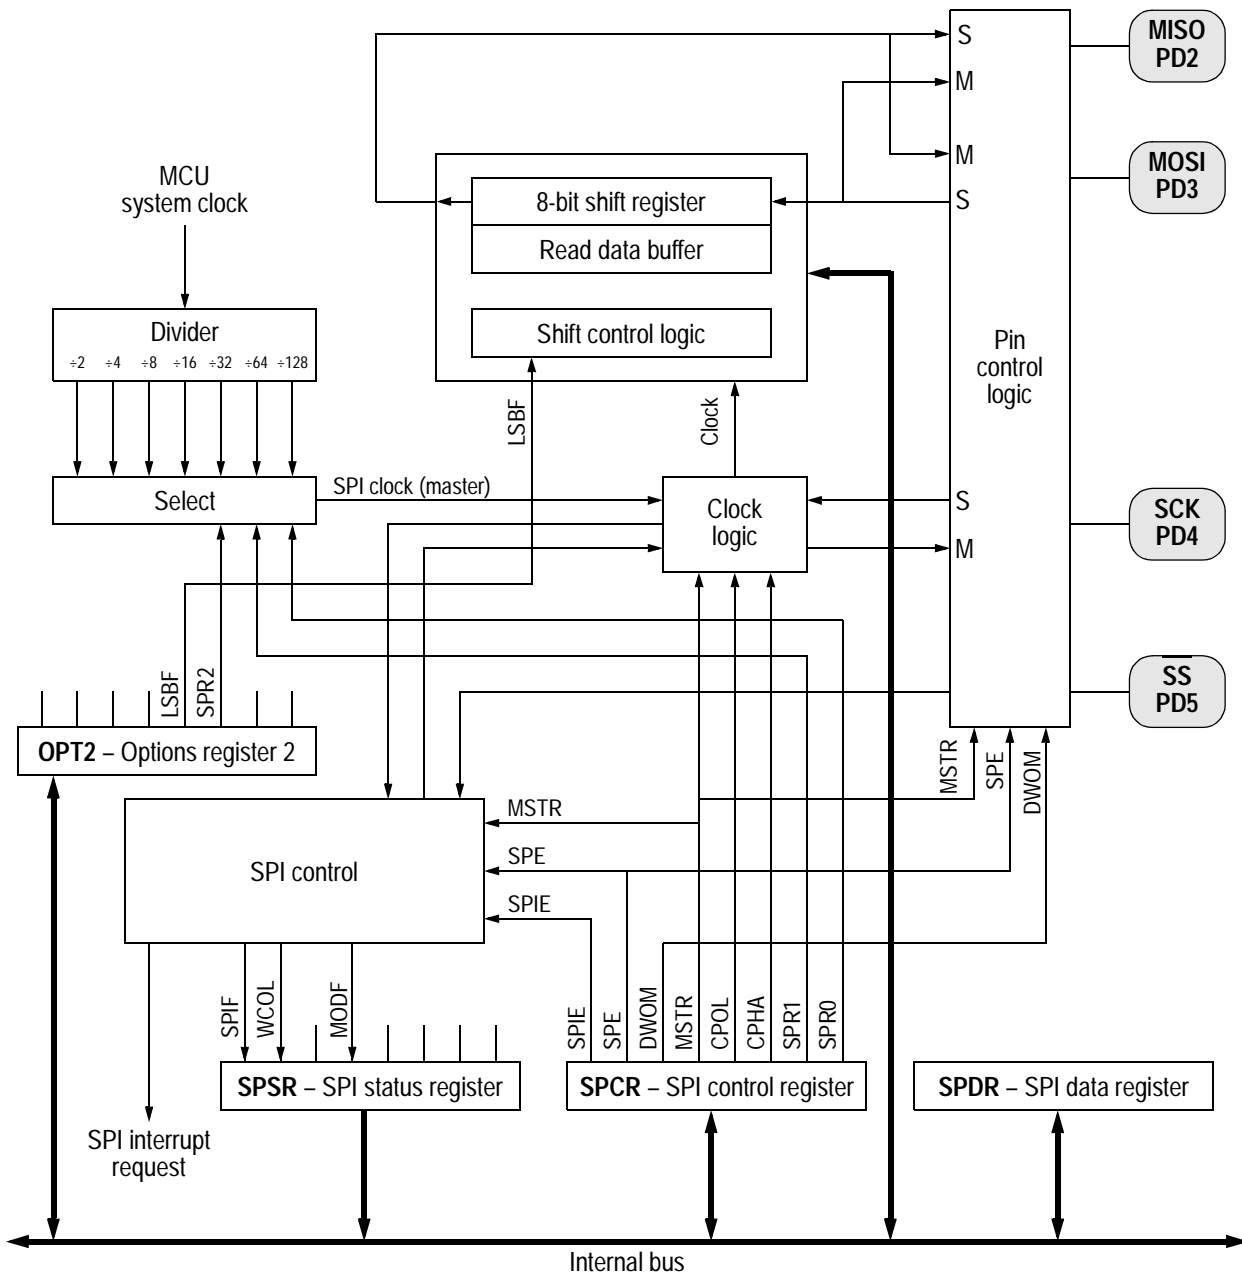 MISO
PD2
S
M
M
S
MOSI
PD3
MCU
system clock
8-bit shift register
Read data buffer
Shift control logic
Divider
÷2 ÷4 ÷8 ÷16 ÷32 ÷64 ÷128
Pin
control
logic
LSBF
Clock
Select
SPI clock (master)
Clock
logic
S
M
SCK
PD4
LSBF
SPR2
SS
PD5
OPT2 – Options register 2
MSTR
SPE
DWOM
SPI control
MSTR
SPE
SPIE
SPIF
WCOL
MODF
SPIE
SPE
DWOM
MSTR
CPOL
CPHA
SPR1
SPR0
SPSR – SPI status register
SPCR – SPI control register
SPDR – SPI data register
SPI interrupt
request
Internal bus